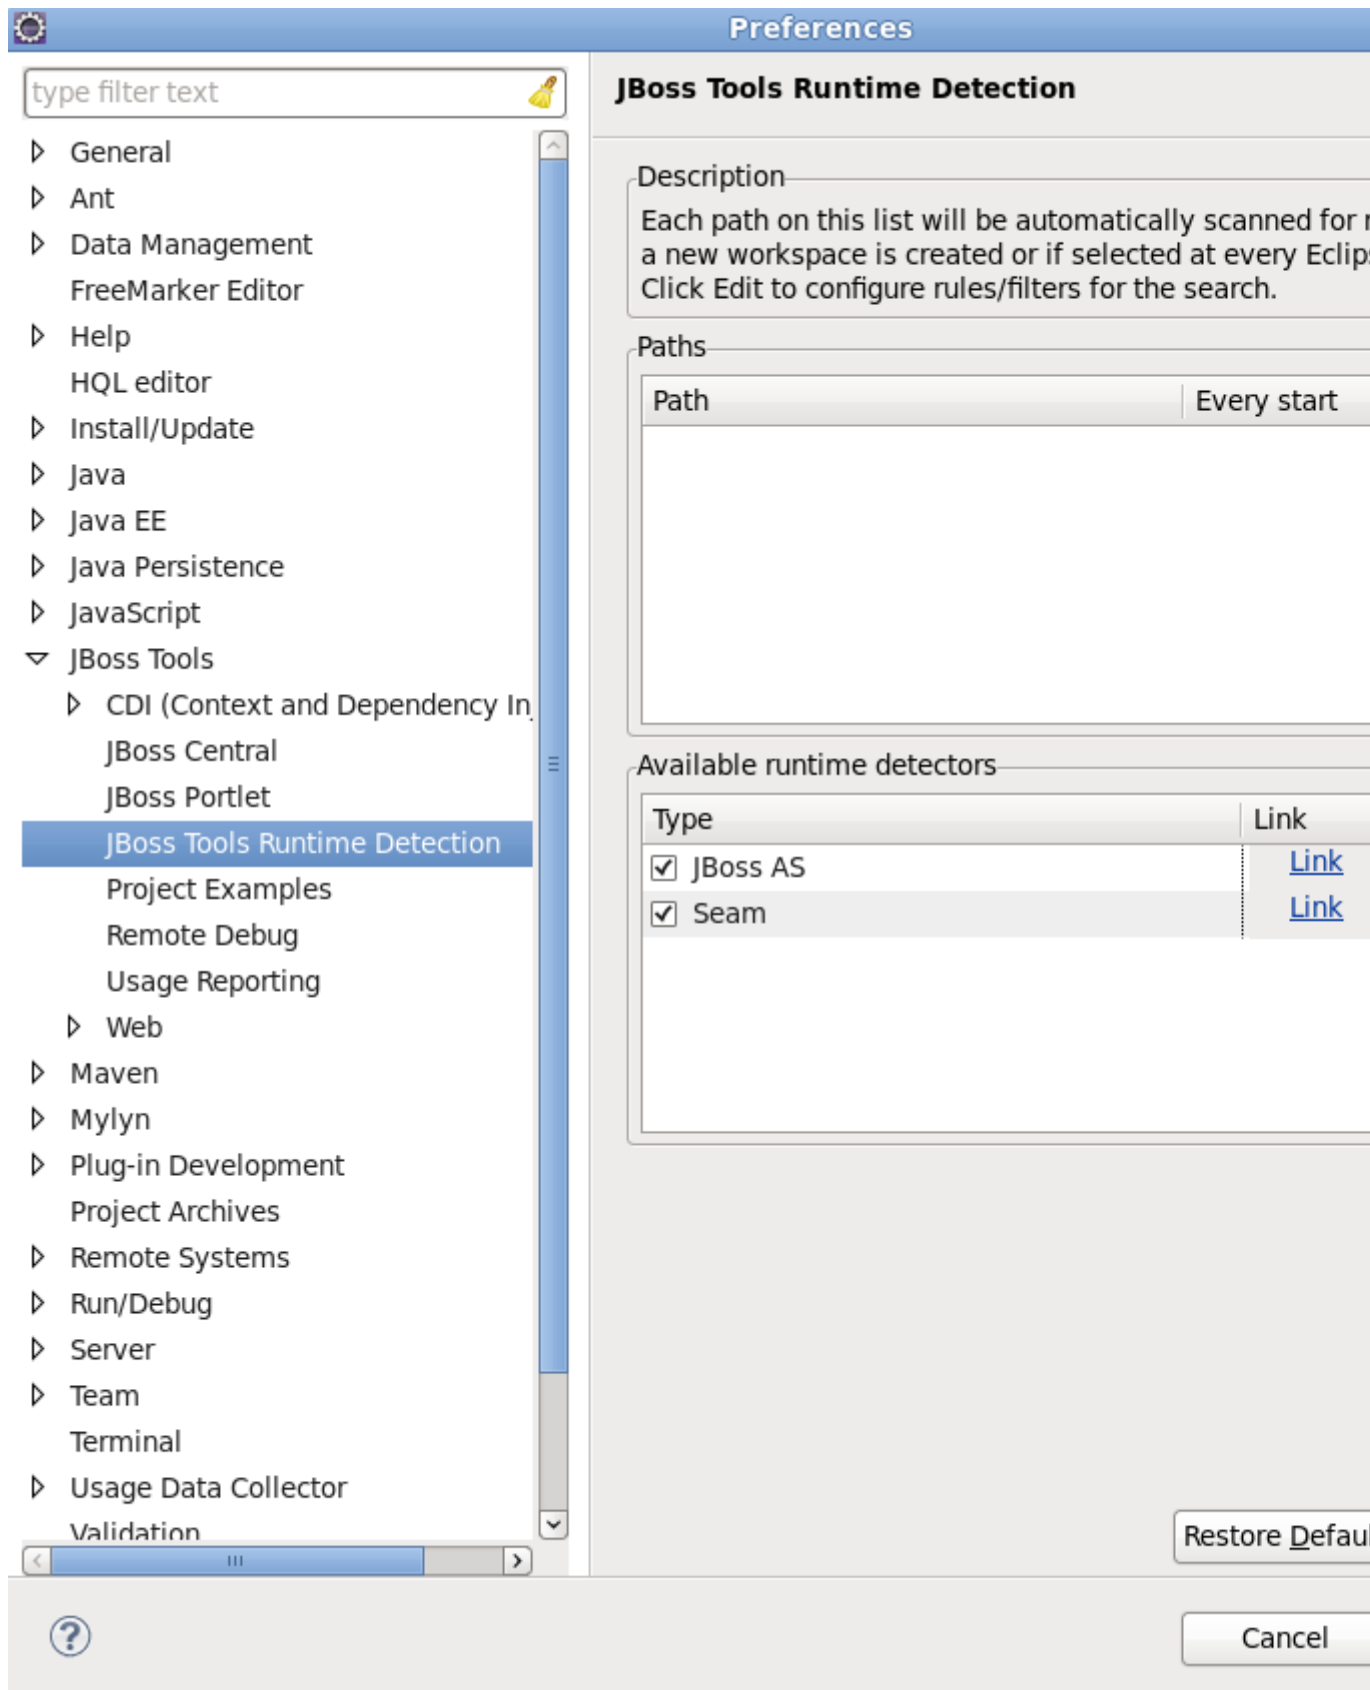 Preferences
type filter text
General
Ant
Data Management
FreeMarker Editor
Help
HQL editor
Install/Update
Java
Java EE
Java Persistence
JavaScript
JBoss Tools
CDI (Context and Dependency In
JBoss Central
JBoss Portlet
JBoss Tools Runtime Detection
Project Examples
Remote Debug
Usage Reporting
Web
Maven
Mylyn
Plug-in Development
Project Archives
Remote Systems
Run/Debug
Server
Team
Terminal
Usage Data Collector
Validation
JBoss Tools Runtime Detection
Description
Each path on this list will be automatically scanned for
a new workspace is created or if selected at every Eclip
Click Edit to configure rules/filters for the search.
Paths
Path Every start
Available runtime detectors
Type Link
JBoss AS Link
Seam Link
Restore Defau
Cancel